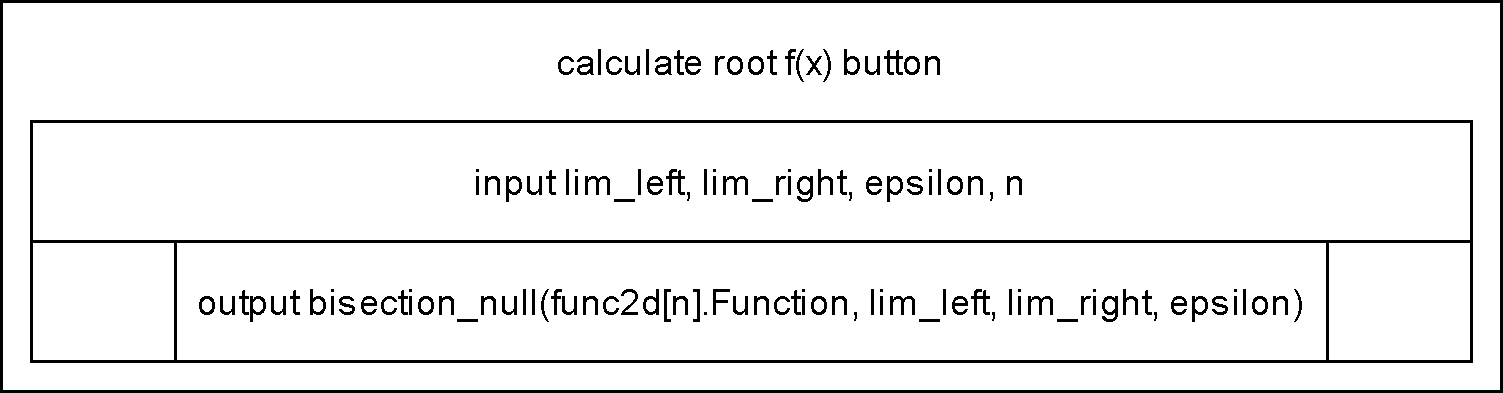 calculate root f(x) button
input lim_left, lim_right, epsilon, n
output bisection_null(func2d[n].Function, lim_left, lim_right, epsilon)